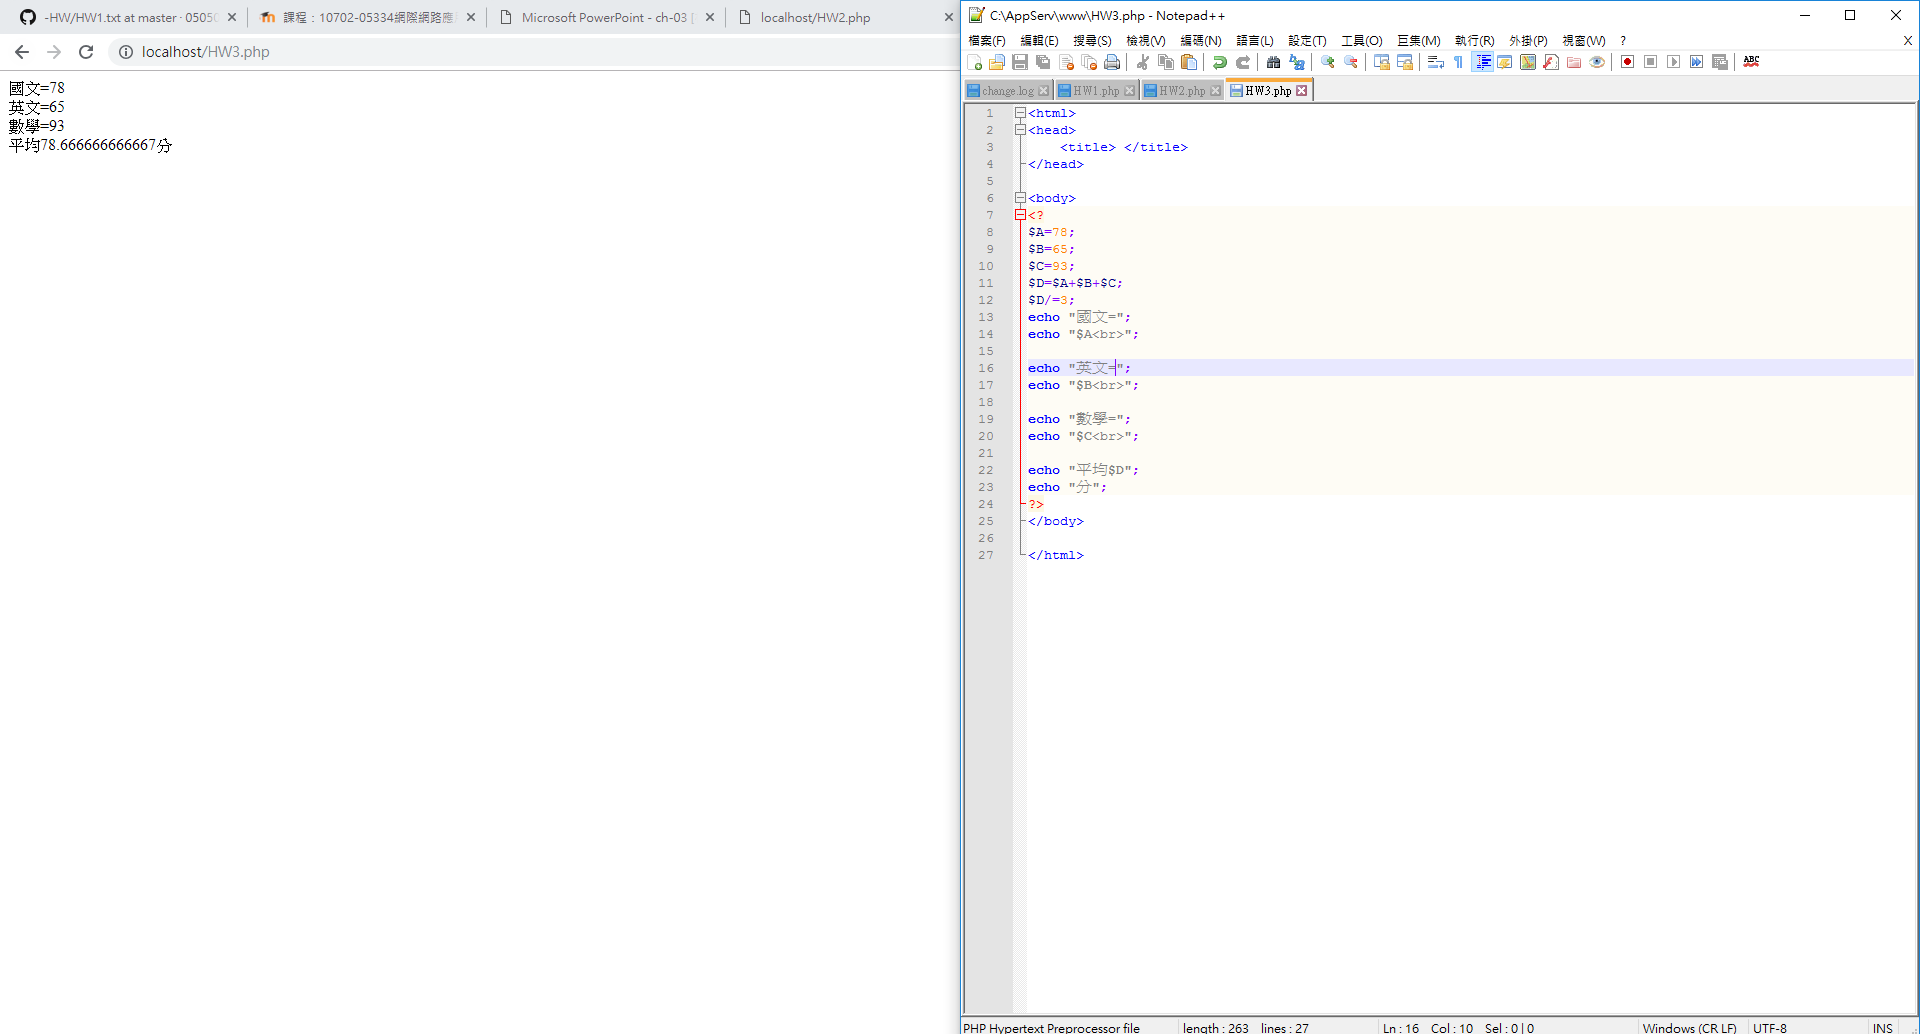 -HW/HW1.txt at master · 0505
課程：10702-05334網際網路應
Microsoft PowerPoint - ch-03 [
localhost/HW2.php
localhost/HW3.php
國文=78
英文=65
數學=93
平均78.666666666667分
C:\AppServ\www\HW3.php - Notepad++
檔案(F) 編輯(E) 搜尋(S) 檢視(V) 編碼(N) 語言(L) 設定(T) 工具(O) 巨集(M) 執行(R) 外掛(P) 視窗(W) ? X
ABC
change.log HW1.php HW2.php HW3.php
1 <html>
2 <head>
3 <title> </title>
4 </head>
5
6 <body>
7 <?
8 $A=78;
9 $B=65;
10 $C=93;
11 $D=$A+$B+$C;
12 $D/=3;
13 echo "國文=";
14 echo "$A<br>";
15
16 echo "英文=";
17 echo "$B<br>";
18
19 echo "數學=";
20 echo "$C<br>";
21
22 echo "平均$D";
23 echo "分";
24 ?>
25 </body>
26
27 </html>
PHP Hypertext Preprocessor file length : 263 lines : 27 Ln : 16 Col : 10 Sel : 0 | 0 Windows (CR LF) UTF-8 INS